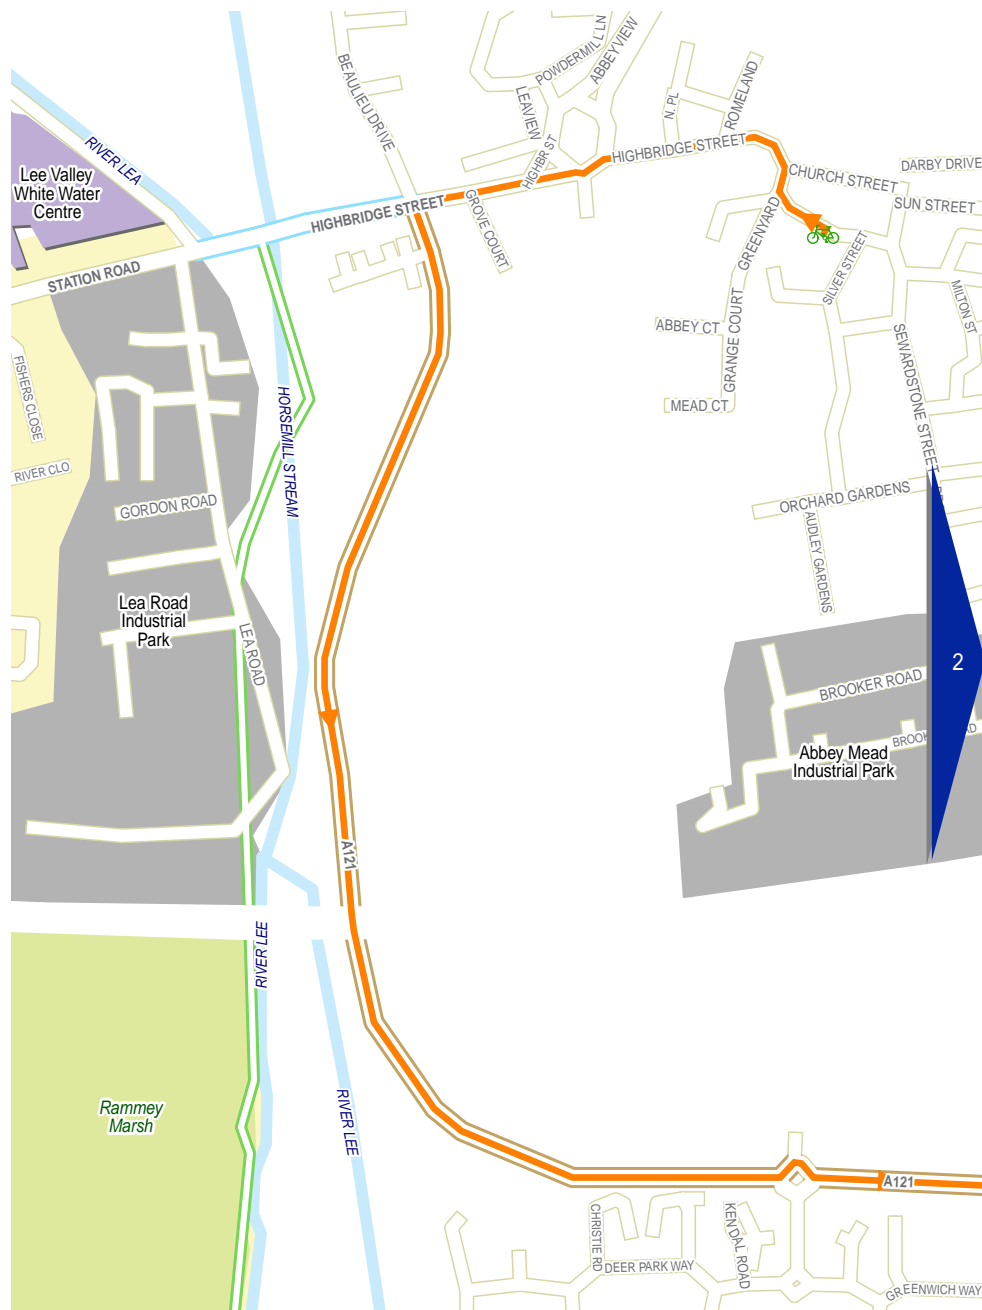 BEAULIEU DRIVE
POWDERMILL LN
ABBEYVIEW
LEAVIEW
HIGHBR ST
N. PL
ROMELAND
RIVER LEA
Lee Valley
White Water
Centre
HIGHBRIDGE STREET
HIGHBRIDGE STREET
CHURCH STREET
DARBY DRIVE
SUN STREET
GROVE COURT
GREENYARD
SILVER STREET
STATION ROAD
MILTON ST
ABBEY CT
GRANGE COURT
SEWARDSTONE STREET
MEAD CT
FISHERS CLOSE
RIVER CLO
HORSEMILL STREAM
GORDON ROAD
ORCHARD GARDENS
AUDLEY GARDENS
Lea Road
Industrial
Park
LEA ROAD
2
BROOKER ROAD
Abbey Mead
Industrial Park
A121
RIVER LEE
Rammey
Marsh
RIVER LEE
A121
CHRISTIE RD
DEER PARK WAY
KENDAL ROAD
GREENWICH WAY